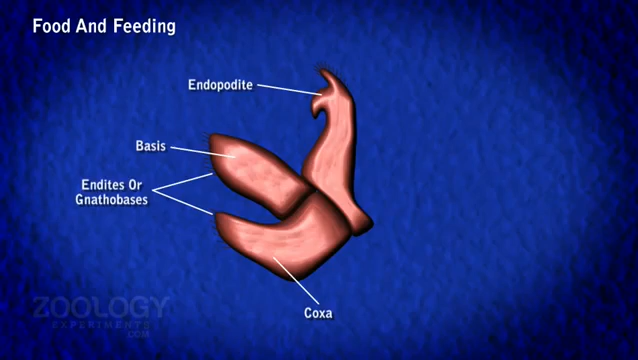 Food And Feeding
Endopodite
Basis
Endites Or
Gnathobases
Coxa
ZOOLOGY
EXPERIMENTS
.COM